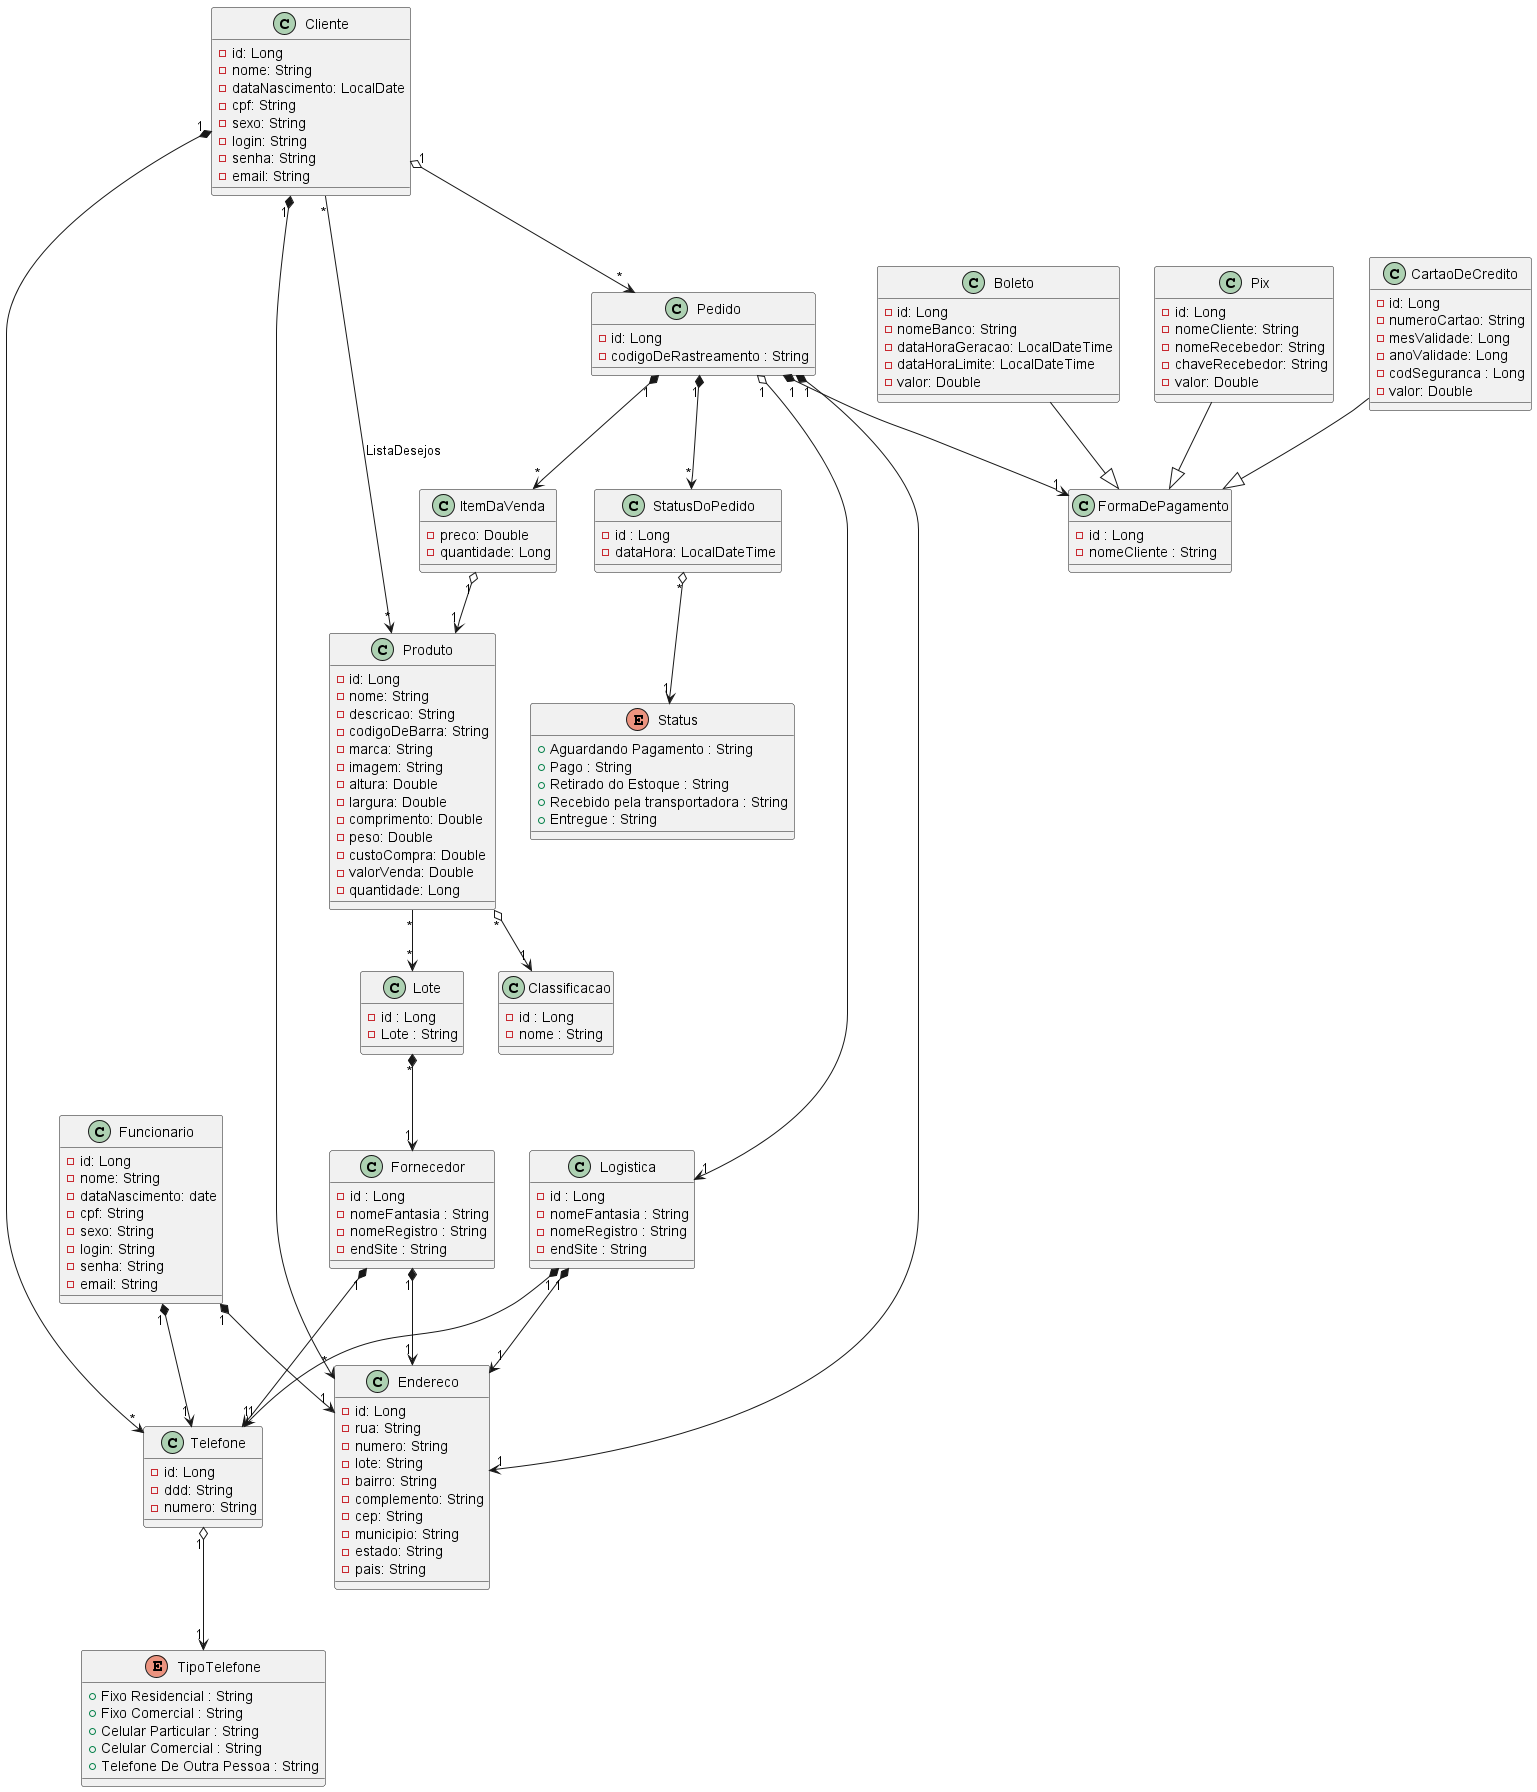 C Cliente
id: Long
nome: String
dataNascimento: LocalDate
cpf: String
sexo: String
login: String
senha: String
email: String
1
1
*
1
*
C Pedido
id: Long
codigoDeRastreamento : String
1
1
1
1
1
C Boleto
id: Long
nomeBanco: String
dataHoraGeracao: LocalDateTime
dataHoraLimite: LocalDateTime
valor: Double
C Pix
id: Long
nomeCliente: String
nomeRecebedor: String
chaveRecebedor: String
valor: Double
C CartaoDeCredito
id: Long
numeroCartao: String
mesValidade: Long
anoValidade: Long
codSeguranca : Long
valor: Double
ListaDesejos
*
*
1
C ItemDaVenda
preco: Double
quantidade: Long
1
1
C StatusDoPedido
id : Long
dataHora: LocalDateTime
*
1
C FormaDePagamento
id : Long
nomeCliente : String
*
C Produto
id: Long
nome: String
descricao: String
codigoDeBarra: String
marca: String
imagem: String
altura: Double
largura: Double
comprimento: Double
peso: Double
custoCompra: Double
valorVenda: Double
quantidade: Long
*
*
*
1
E Status
Aguardando Pagamento : String
Pago : String
Retirado do Estoque : String
Recebido pela transportadora : String
Entregue : String
C Lote
id : Long
Lote : String
*
1
C Classificacao
id : Long
nome : String
C Funcionario
id: Long
nome: String
dataNascimento: date
cpf: String
sexo: String
login: String
senha: String
email: String
1
1
C Fornecedor
id : Long
nomeFantasia : String
nomeRegistro : String
endSite : String
1
1
C Logistica
id : Long
nomeFantasia : String
nomeRegistro : String
endSite : String
1
1
1
*
1
1
*
1
1
1
1
1
C Telefone
id: Long
ddd: String
numero: String
1
1
C Endereco
id: Long
rua: String
numero: String
lote: String
bairro: String
complemento: String
cep: String
municipio: String
estado: String
pais: String
1
E TipoTelefone
Fixo Residencial : String
Fixo Comercial : String
Celular Particular : String
Celular Comercial : String
Telefone De Outra Pessoa : String